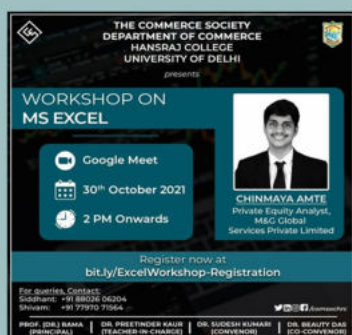 THE COMMERCE SOCIETY
DEPARTMENT OF COMMERCE
HANSRAJ COLLEGE
UNIVERSITY OF DELHI
presents
WORKSHOP ON
MS EXCEL
Google Meet
30th October 2021
2 PM Onwards
CHINMAYA AMTE
Private Equity Analyst,
M&G Global
Services Private Limited
Register now at
bit.ly/ExcelWorkshop-Registration
For queries, Contact:
Siddhant: +91 88026 06204
Shivam: +91 77970 71564
PROF. (DR.) RAMA
(PRINCIPAL)
DR. PREETINDER KAUR
(TEACHER-IN-CHARGE)
DR. SUDESH KUMARI
(CONVENOR)
DR. BEAUTY DAS
(CO-CONVENOR)